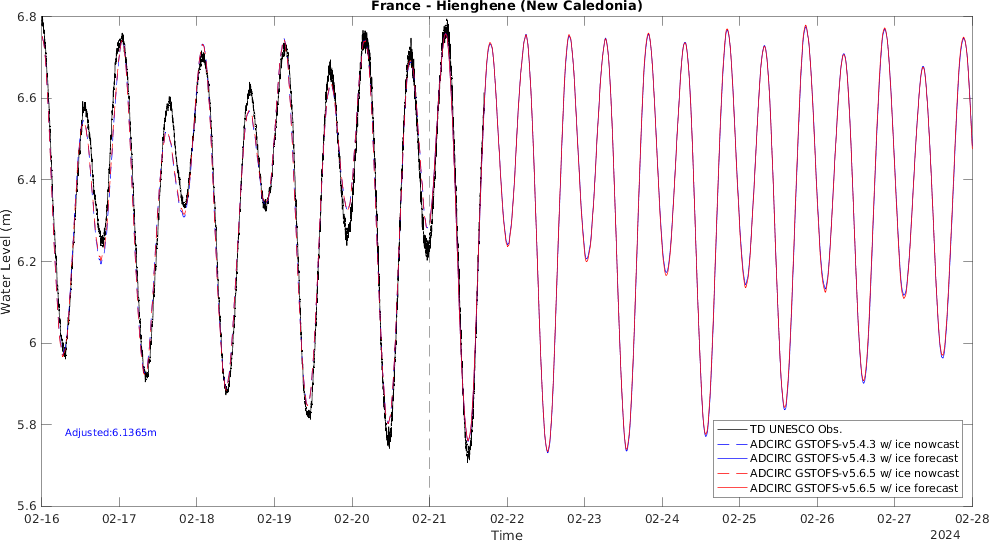 France - Hienghene (New Caledonia)
6.8
6.6
6.4
6.2
6
5.8
5.6
Water Level (m)
Adjusted:6.1365m
TD UNESCO Obs.
ADCIRC GSTOFS-v5.4.3 w/ ice nowcast
ADCIRC GSTOFS-v5.4.3 w/ ice forecast
ADCIRC GSTOFS-v5.6.5 w/ ice nowcast
ADCIRC GSTOFS-v5.6.5 w/ ice forecast
02-16 02-17 02-18 02-19 02-20 02-21 02-22 02-23 02-24 02-25 02-26 02-27 02-28
Time
2024